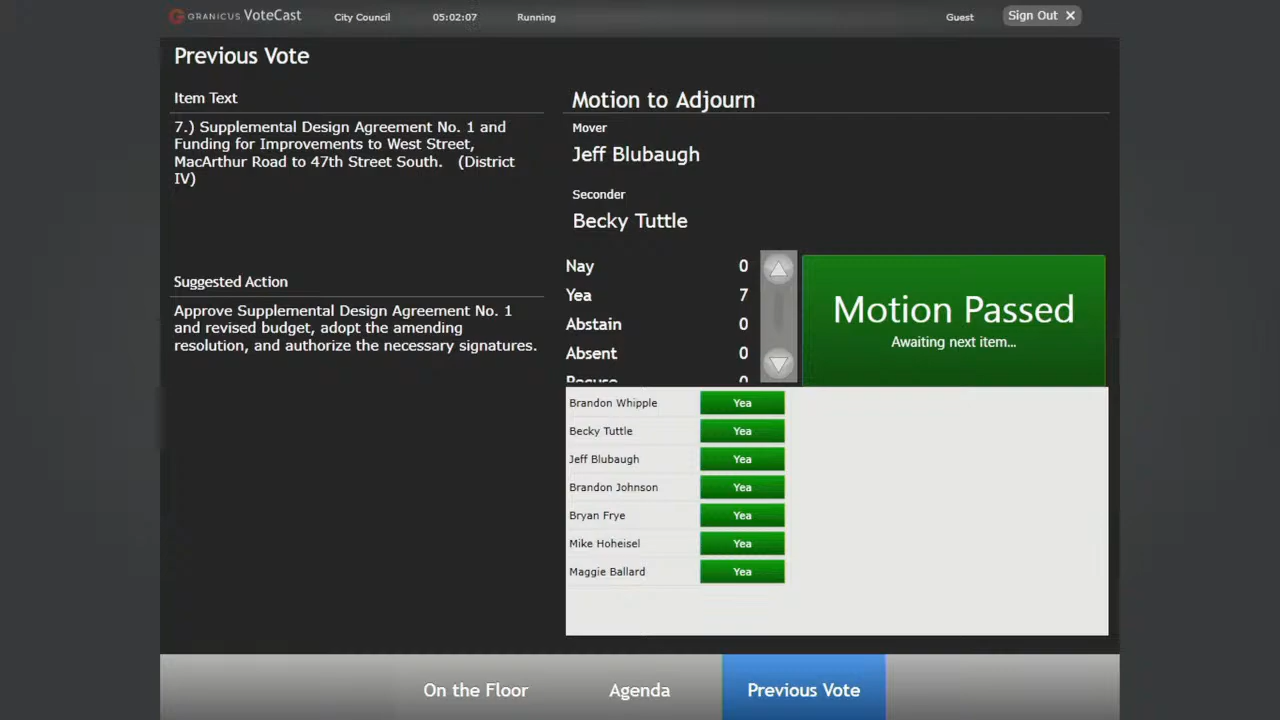 GRANICUS VoteCast City Council 05:02:07 Running Guest Sign Out ✕
Previous Vote
Item Text
7.) Supplemental Design Agreement No. 1 and
Funding for Improvements to West Street,
MacArthur Road to 47th Street South. (District
IV)
Suggested Action
Approve Supplemental Design Agreement No. 1
and revised budget, adopt the amending
resolution, and authorize the necessary signatures.
Motion to Adjourn
Mover
Jeff Blubaugh
Seconder
Becky Tuttle
Nay 0
Yea 7
Abstain 0
Absent 0
Recuse 0
Motion Passed
Awaiting next item...
Brandon Whipple Yea
Becky Tuttle Yea
Jeff Blubaugh Yea
Brandon Johnson Yea
Bryan Frye Yea
Mike Hoheisel Yea
Maggie Ballard Yea
On the Floor Agenda Previous Vote